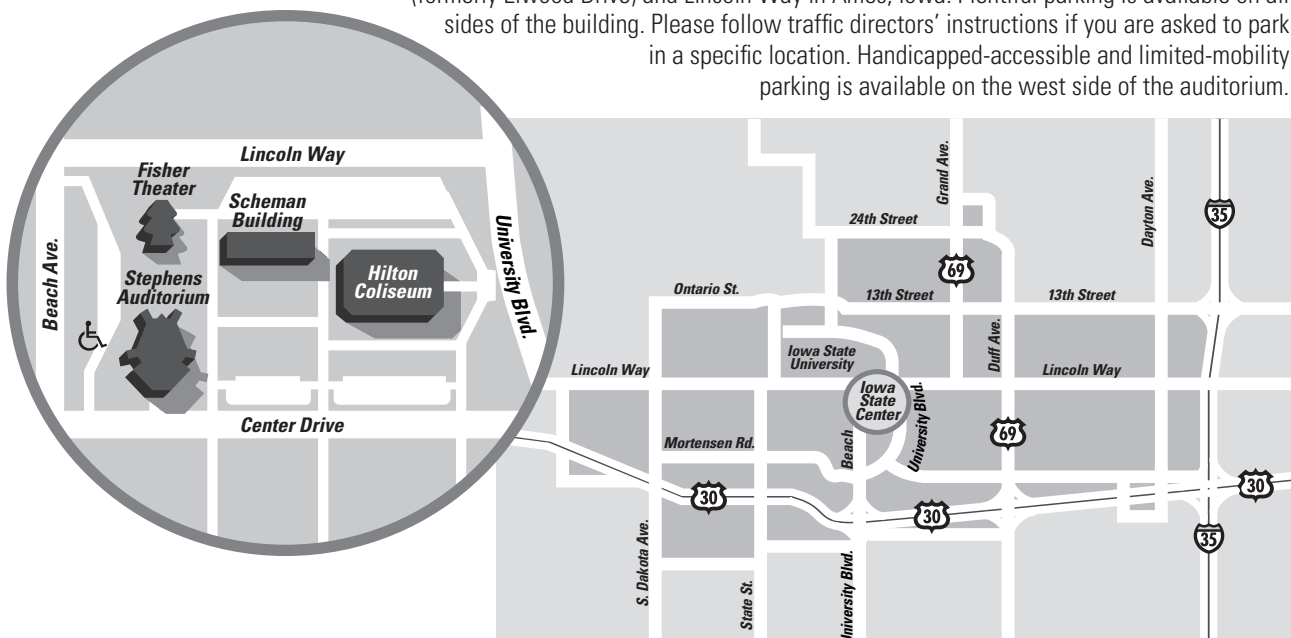 (formerly Elwood Drive) and Lincoln Way in Ames, Iowa. Plentiful parking is available on all
sides of the building. Please follow traffic directors’ instructions if you are asked to park
in a specific location. Handicapped-accessible and limited-mobility
parking is available on the west side of the auditorium.
Lincoln Way
Fisher
Theater
Scheman
Building
Beach Ave.
Stephens
Auditorium
Hilton
Coliseum
University Blvd.
Center Drive
Grand Ave.
Dayton Ave.
35
24th Street
69
Ontario St.
13th Street
13th Street
Duff Ave.
Iowa State
University
Lincoln Way
Lincoln Way
Iowa
State
Center
University Blvd.
Beach
69
Mortensen Rd.
30
30
30
35
S. Dakota Ave.
State St.
University Blvd.